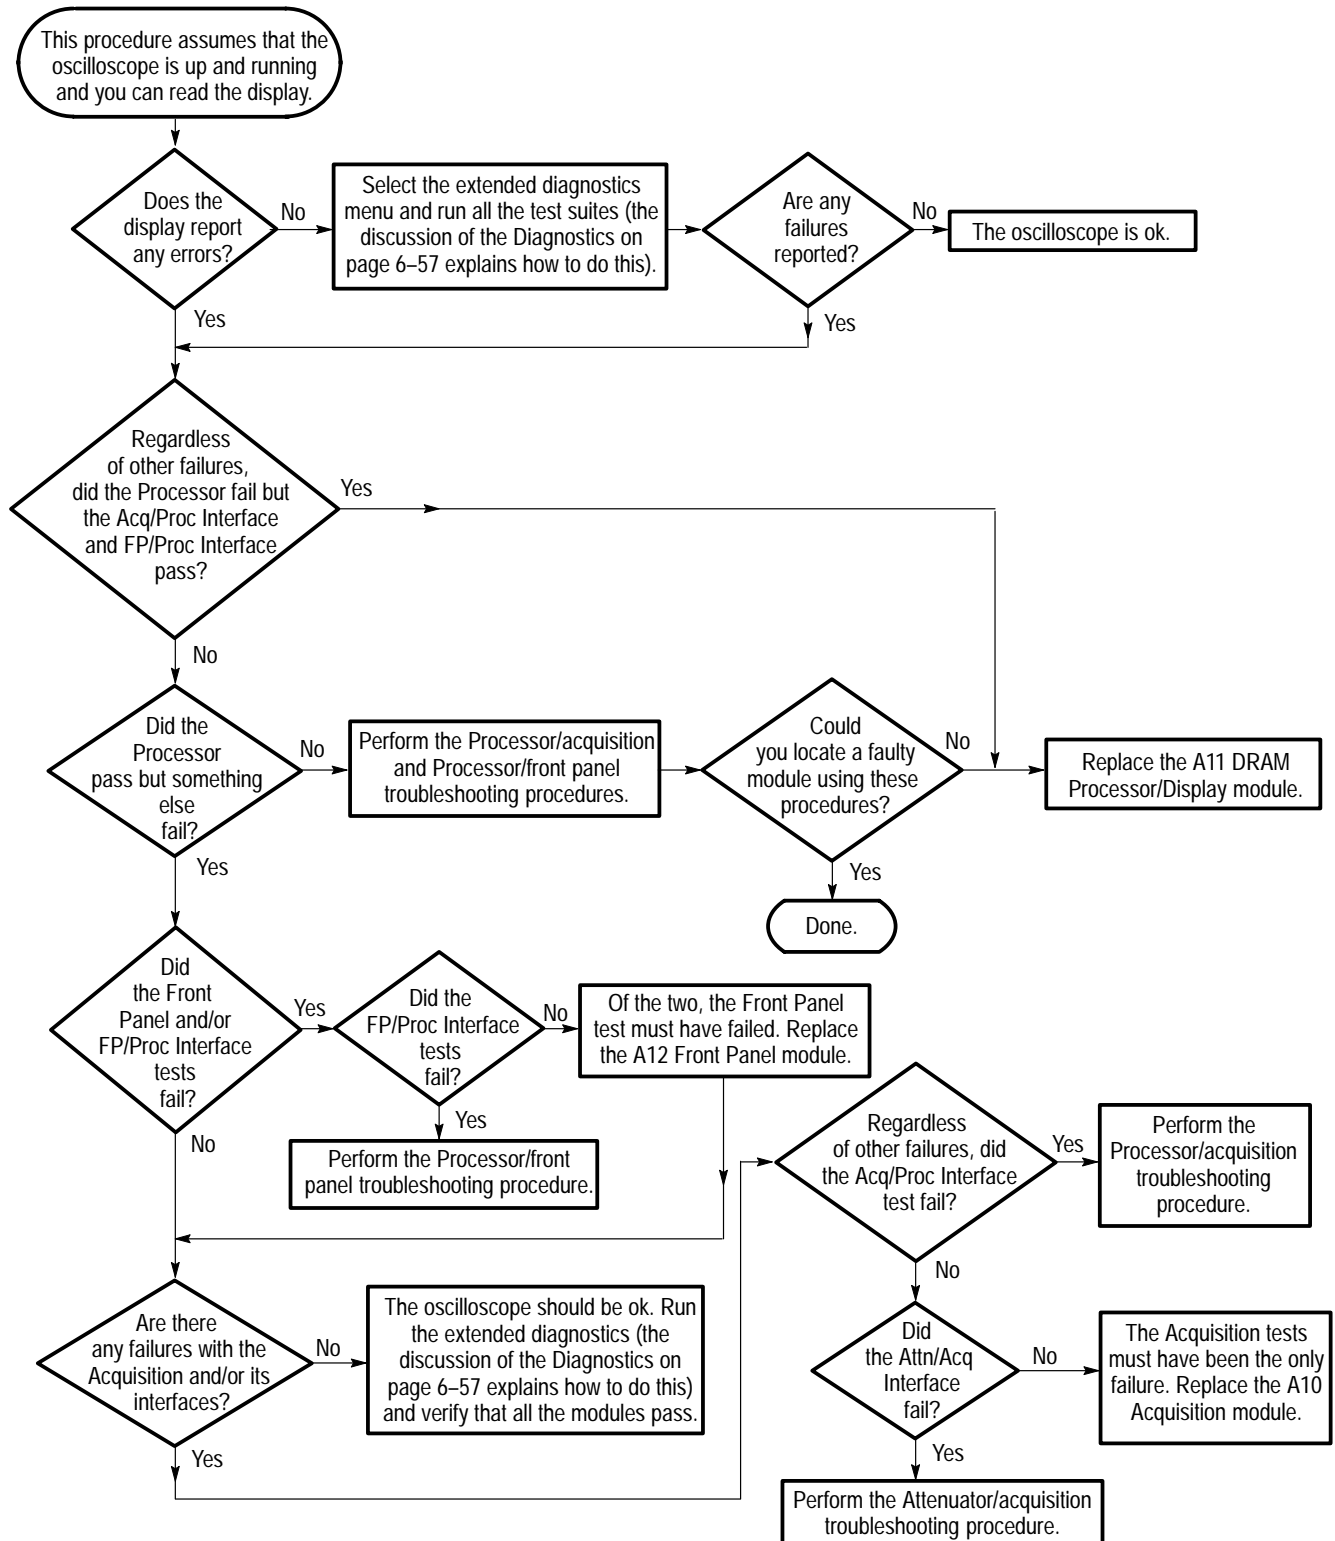 This procedure assumes that the
oscilloscope is up and running
and you can read the display.
Does the
display report
any errors?
No
Select the extended diagnostics
menu and run all the test suites (the
discussion of the Diagnostics on
page 6–57 explains how to do this).
Are any
failures
reported?
No
The oscilloscope is ok.
Yes
Yes
Regardless
of other failures,
did the Processor fail but
the Acq/Proc Interface
and FP/Proc Interface
pass?
Yes
No
Did the
Processor
pass but something
else
fail?
No
Perform the Processor/acquisition
and Processor/front panel
troubleshooting procedures.
Could
you locate a faulty
module using these
procedures?
No
Replace the A11 DRAM
Processor/Display module.
Yes
Yes
Done.
Did
the Front
Panel and/or
FP/Proc Interface
tests
fail?
Yes
Did the
FP/Proc Interface
tests
fail?
No
Of the two, the Front Panel
test must have failed. Replace
the A12 Front Panel module.
Yes
No
Perform the Processor/front
panel troubleshooting procedure.
Regardless
of other failures, did
the Acq/Proc Interface
test fail?
Yes
Perform the
Processor/acquisition
troubleshooting
procedure.
No
Are there
any failures with the
Acquisition and/or its
interfaces?
No
The oscilloscope should be ok. Run
the extended diagnostics (the
discussion of the Diagnostics on
page 6–57 explains how to do this)
and verify that all the modules pass.
Did
the Attn/Acq
Interface
fail?
No
The Acquisition tests
must have been the only
failure. Replace the A10
Acquisition module.
Yes
Yes
Perform the Attenuator/acquisition
troubleshooting procedure.